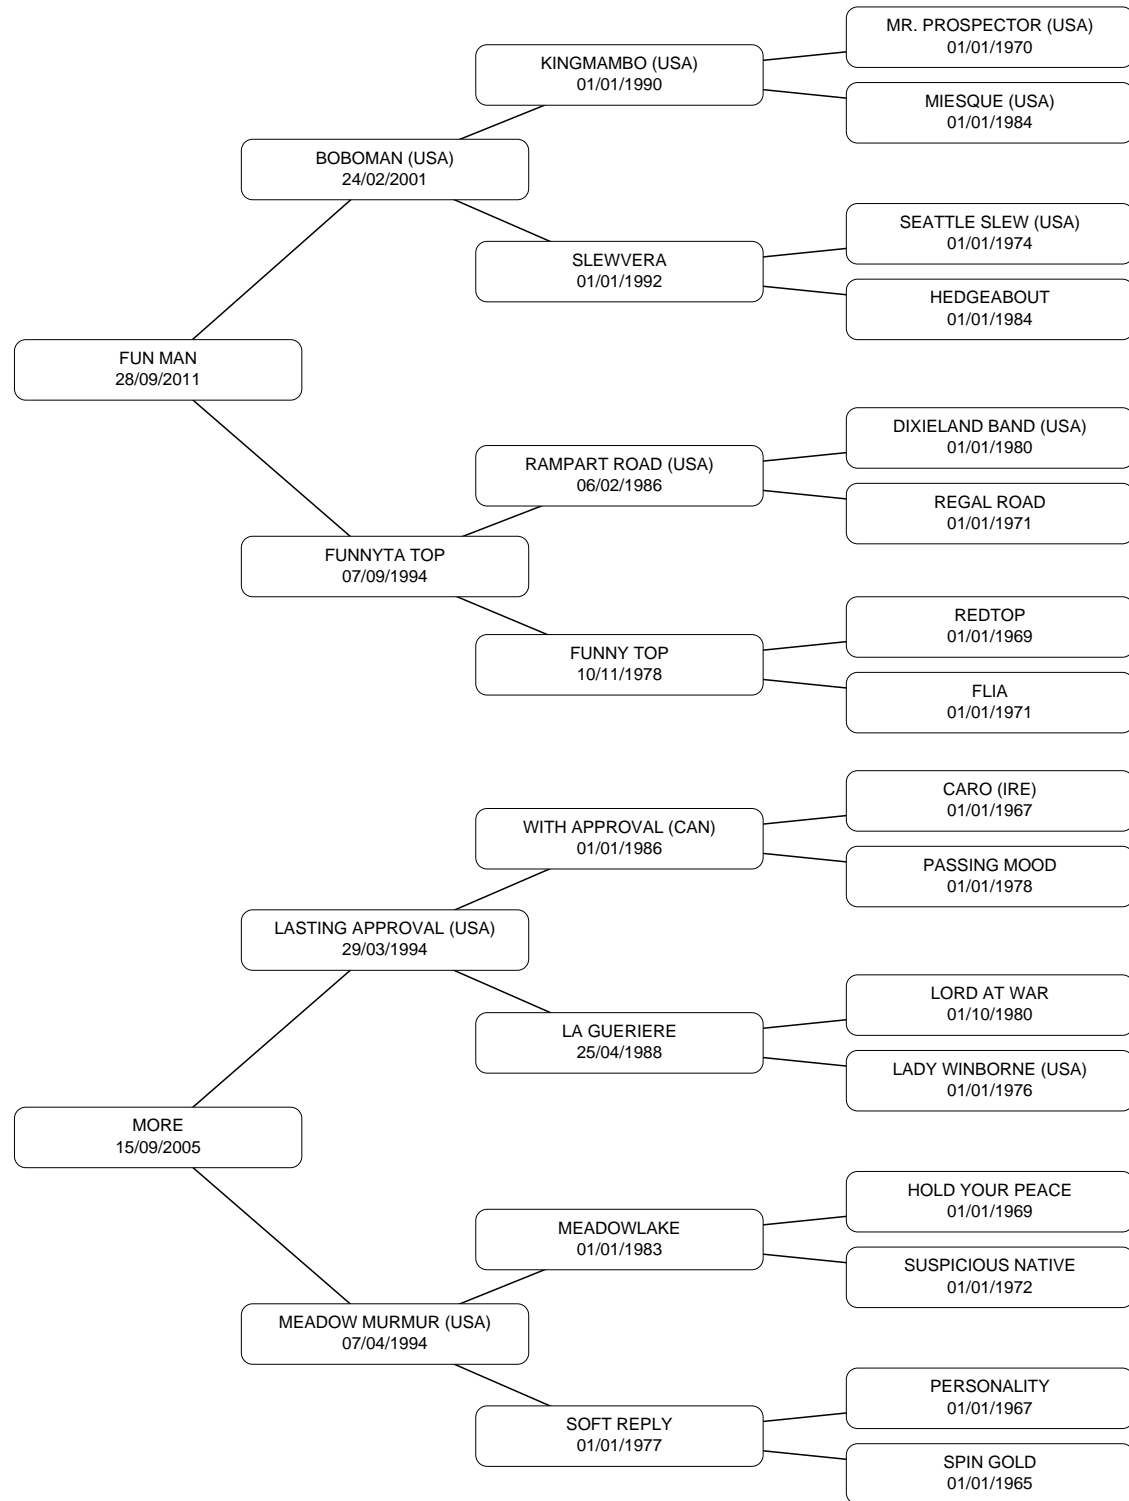 MR. PROSPECTOR (USA)
01/01/1970
KINGMAMBO (USA)
01/01/1990
MIESQUE (USA)
01/01/1984
BOBOMAN (USA)
24/02/2001
SEATTLE SLEW (USA)
01/01/1974
SLEWVERA
01/01/1992
HEDGEABOUT
01/01/1984
FUN MAN
28/09/2011
DIXIELAND BAND (USA)
01/01/1980
RAMPART ROAD (USA)
06/02/1986
REGAL ROAD
01/01/1971
FUNNYTA TOP
07/09/1994
REDTOP
01/01/1969
FUNNY TOP
10/11/1978
FLIA
01/01/1971
CARO (IRE)
01/01/1967
WITH APPROVAL (CAN)
01/01/1986
PASSING MOOD
01/01/1978
LASTING APPROVAL (USA)
29/03/1994
LORD AT WAR
01/10/1980
LA GUERIERE
25/04/1988
LADY WINBORNE (USA)
01/01/1976
MORE
15/09/2005
HOLD YOUR PEACE
01/01/1969
MEADOWLAKE
01/01/1983
SUSPICIOUS NATIVE
01/01/1972
MEADOW MURMUR (USA)
07/04/1994
PERSONALITY
01/01/1967
SOFT REPLY
01/01/1977
SPIN GOLD
01/01/1965